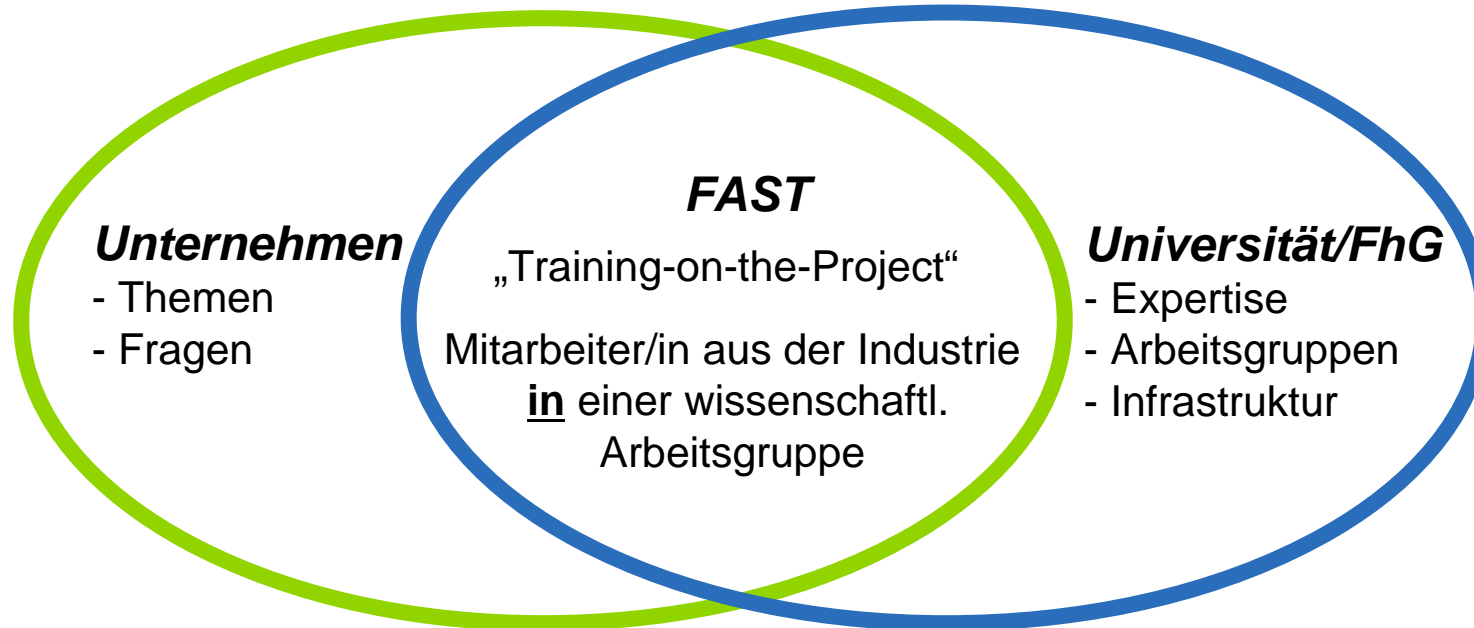 Unternehmen
- Themen
- Fragen
FAST
„Training-on-the-Project“
Mitarbeiter/in aus der Industrie
in einer wissenschaftl.
Arbeitsgruppe
Universität/FhG
- Expertise
- Arbeitsgruppen
- Infrastruktur